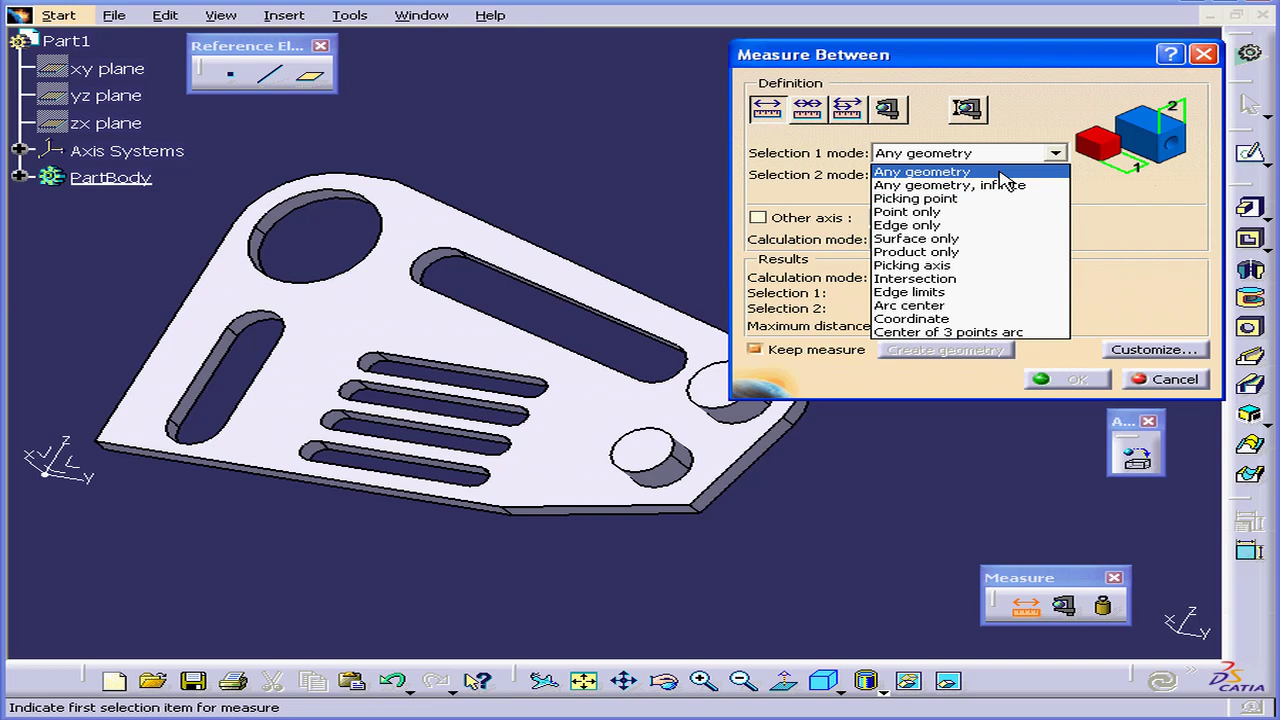 Start File Edit View Insert Tools Window Help
Part1
xy plane
yz plane
zx plane
Axis Systems
PartBody
Reference El...
Measure Between
Definition
Selection 1 mode: Any geometry
Selection 2 mode:
Any geometry
Any geometry, infinite
Picking point
Point only
Edge only
Surface only
Product only
Picking axis
Intersection
Edge limits
Arc center
Coordinate
Center of 3 points arc
2
1
Other axis :
Calculation mode:
Results
Calculation mode:
Selection 1:
Selection 2:
Maximum distance
Keep measure Create geometry Customize...
OK Cancel
A...
z
x
y
Measure
z
x
y
CATIA
Indicate first selection item for measure